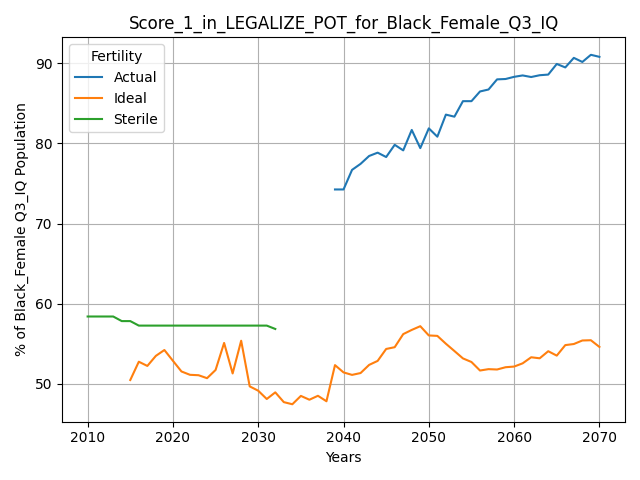 Score_1_in_LEGALIZE_POT_for_Black_Female_Q3_IQ
Fertility
Actual
Ideal
Sterile
% of Black_Female Q3_IQ Population
90
80
70
60
50
2010 2020 2030 2040 2050 2060 2070
Years